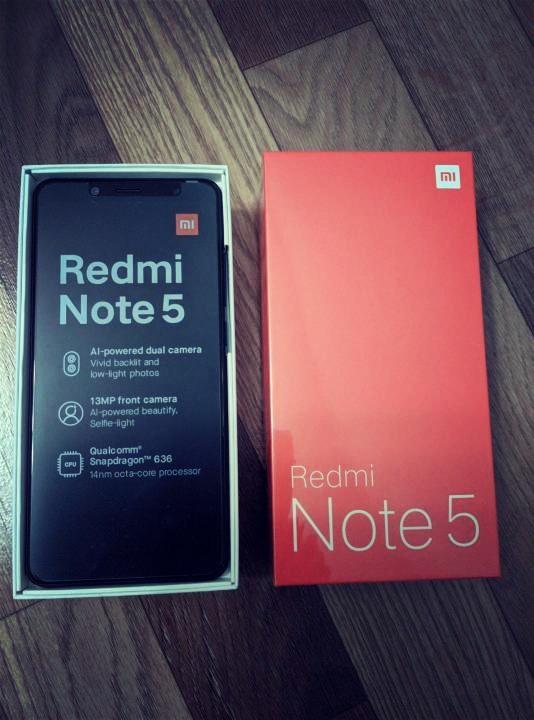 mi
Redmi
Note 5
AI-powered dual camera
Vivid backlit and
low-light photos
13MP front camera
AI-powered beautify,
Selfie-light
CPU
Qualcomm®
Snapdragon™ 636
14nm octa-core processor
mi
Redmi
Note 5